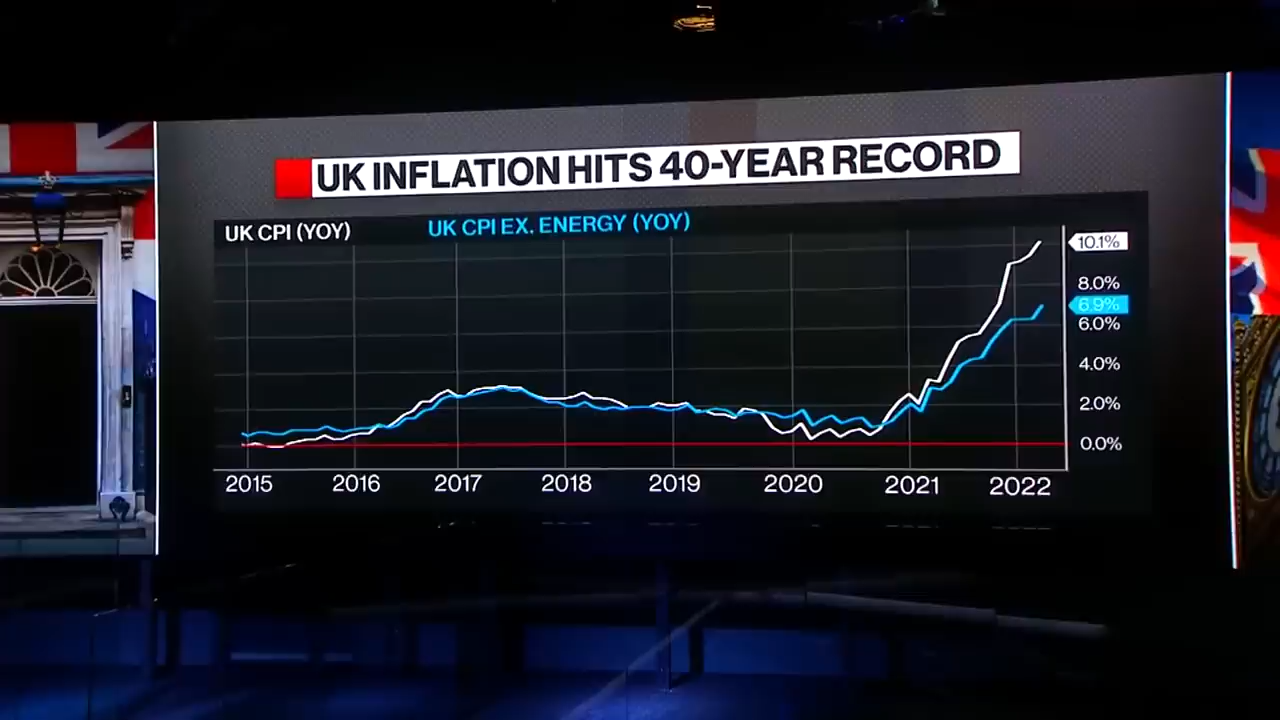 UK INFLATION HITS 40-YEAR RECORD
UK CPI (YOY) UK CPI EX. ENERGY (YOY)
10.1%
8.0%
6.9%
6.0%
4.0%
2.0%
0.0%
2015 2016 2017 2018 2019 2020 2021 2022